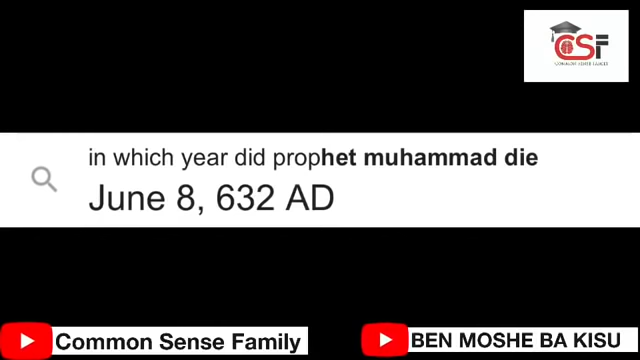 CSF
in which year did prophet muhammad die
June 8, 632 AD
Common Sense Family
BEN MOSHE BA KISU